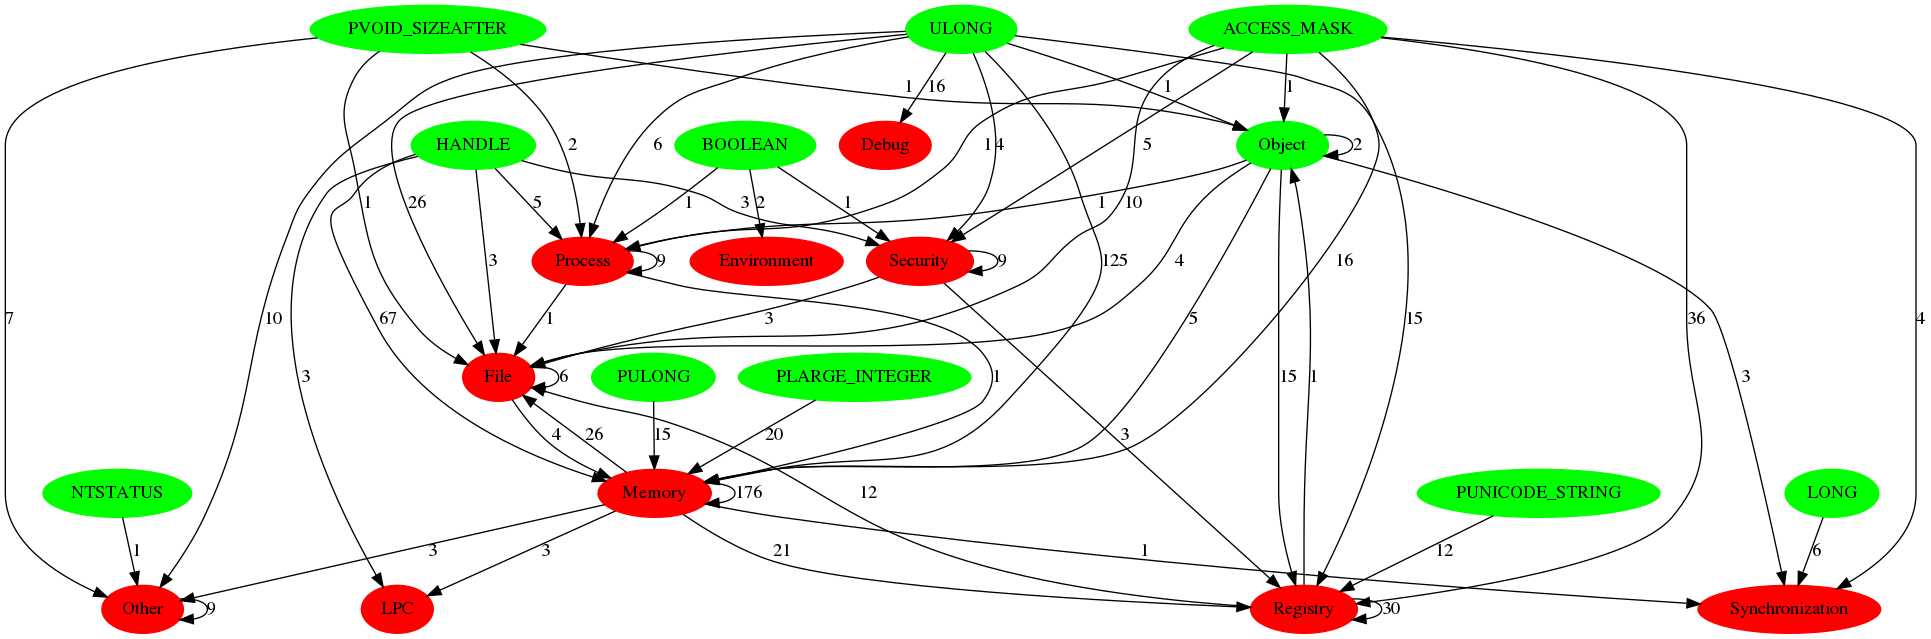 PVOID_SIZEAFTER
ULONG
ACCESS_MASK
1
16
1
1
HANDLE
2
6
BOOLEAN
Debug
1
4
5
Object
2
1
26
5
3
1
2
1
10
1
Process
9
Environment
Security
9
3
125
4
16
7
10
67
1
3
5
15
1
15
36
4
3
File
6
PULONG
PLARGE_INTEGER
1
3
4
26
15
20
3
NTSTATUS
Memory
176
12
PUNICODE_STRING
LONG
1
3
3
21
1
12
6
Other
9
LPC
Registry
30
Synchronization